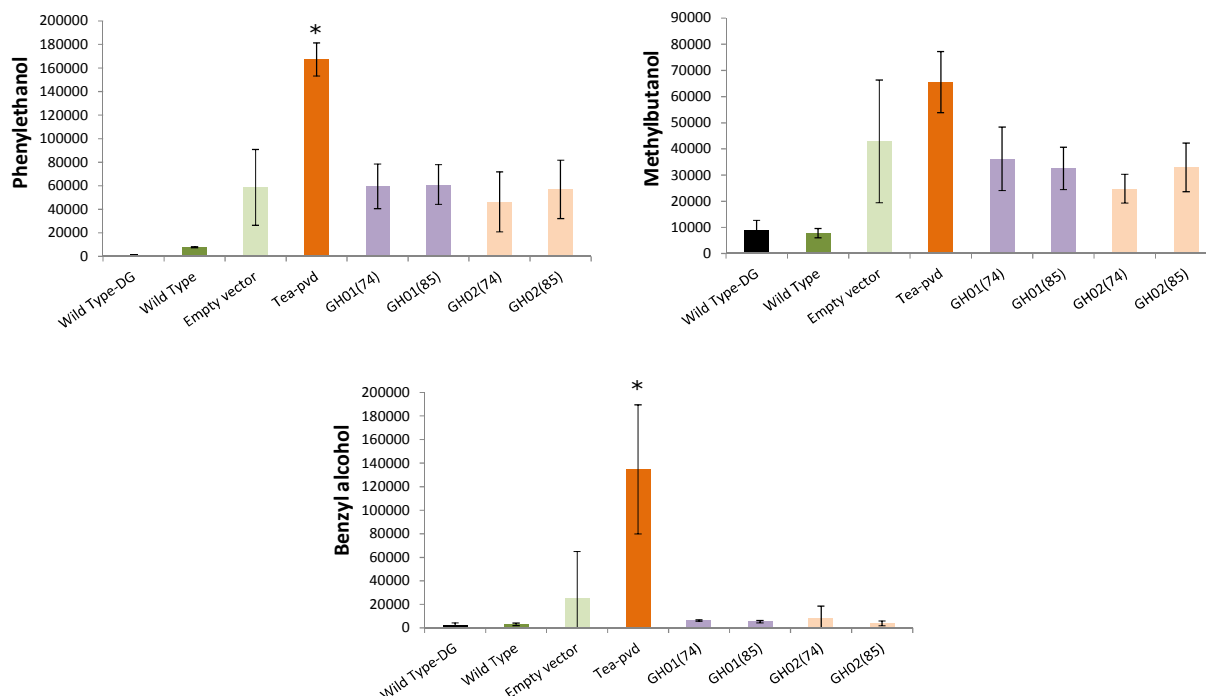 Phenylethanol
200000
180000
160000
140000
120000
100000
80000
60000
40000
20000
0
*
Wild Type-DG
Wild Type
Empty vector
Tea-pvd
GH01(74)
GH01(85)
GH02(74)
GH02(85)
Methylbutanol
90000
80000
70000
60000
50000
40000
30000
20000
10000
0
Wild Type-DG
Wild Type
Empty vector
Tea-pvd
GH01(74)
GH01(85)
GH02(74)
GH02(85)
Benzyl alcohol
200000
180000
160000
140000
120000
100000
80000
60000
40000
20000
0
*
Wild Type-DG
Wild Type
Empty vector
Tea-pvd
GH01(74)
GH01(85)
GH02(74)
GH02(85)